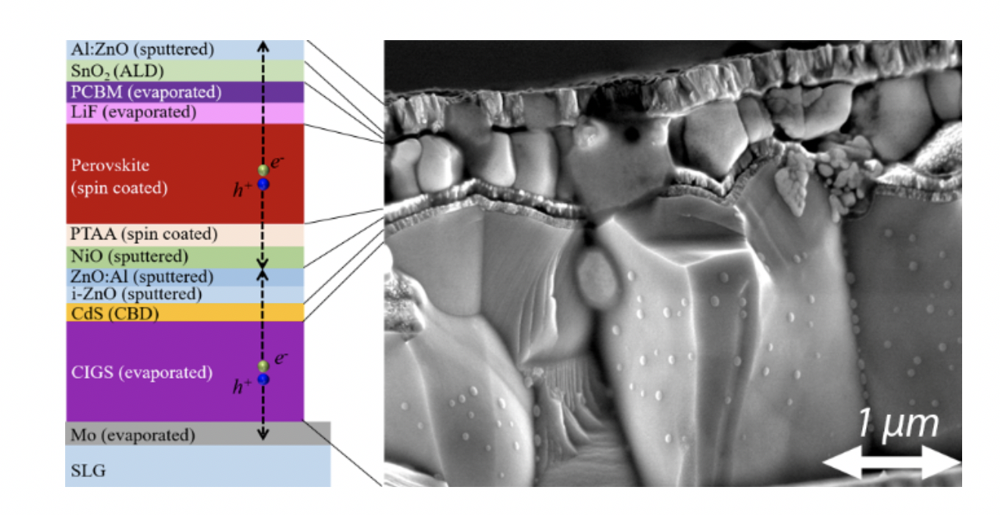 Al:ZnO (sputtered)
SnO₂ (ALD)
PCBM (evaporated)
LiF (evaporated)
Perovskite
(spin coated)
e⁻
h⁺
PTAA (spin coated)
NiO (sputtered)
ZnO:Al (sputtered)
i-ZnO (sputtered)
CdS (CBD)
CIGS (evaporated)
e⁻
h⁺
Mo (evaporated)
SLG
1 μm